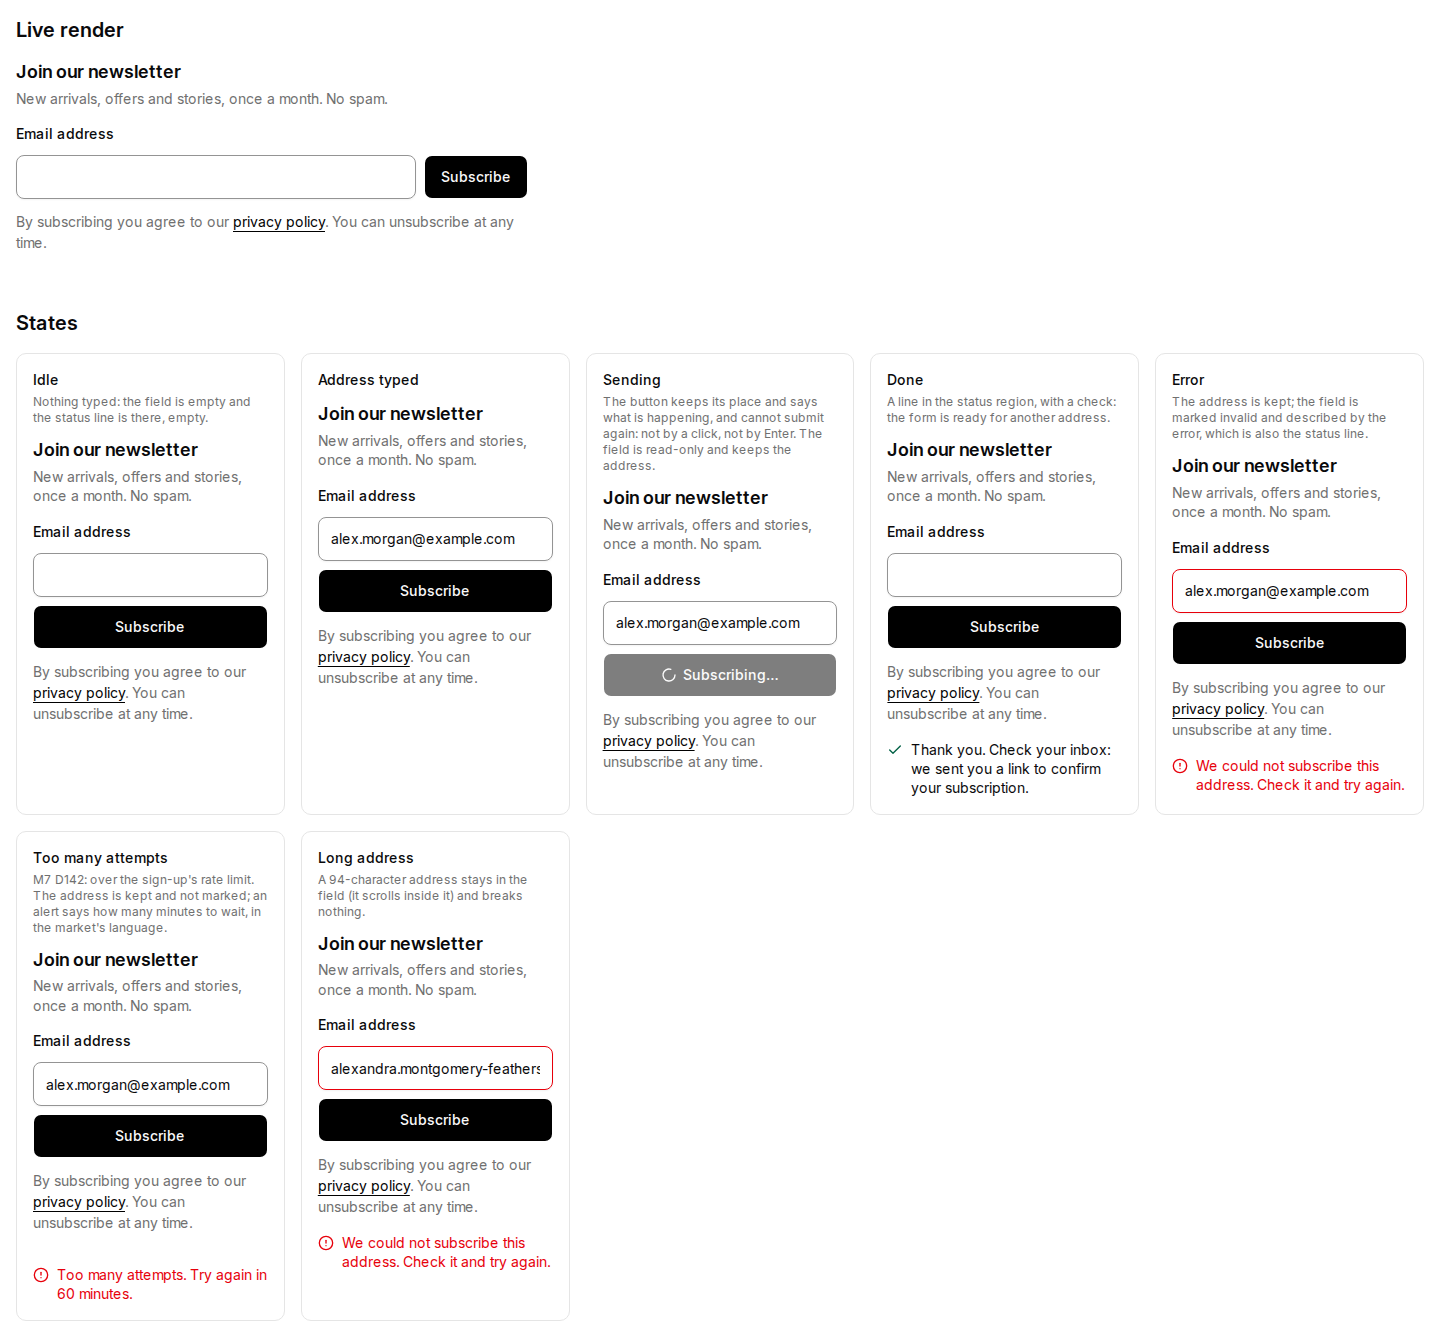 Live render
Join our newsletter
New arrivals, offers and stories, once a month. No spam.
Email address
Subscribe
By subscribing you agree to our privacy policy. You can unsubscribe at any
time.
States
Idle
Nothing typed: the field is empty and
the status line is there, empty.
Join our newsletter
New arrivals, offers and stories,
once a month. No spam.
Email address
Subscribe
By subscribing you agree to our
privacy policy. You can
unsubscribe at any time.
Address typed
Join our newsletter
New arrivals, offers and stories,
once a month. No spam.
Email address
alex.morgan@example.com
Subscribe
By subscribing you agree to our
privacy policy. You can
unsubscribe at any time.
Sending
The button keeps its place and says
what is happening, and cannot submit
again: not by a click, not by Enter. The
field is read-only and keeps the
address.
Join our newsletter
New arrivals, offers and stories,
once a month. No spam.
Email address
alex.morgan@example.com
Subscribing...
By subscribing you agree to our
privacy policy. You can
unsubscribe at any time.
Done
A line in the status region, with a check:
the form is ready for another address.
Join our newsletter
New arrivals, offers and stories,
once a month. No spam.
Email address
Subscribe
By subscribing you agree to our
privacy policy. You can
unsubscribe at any time.
Thank you. Check your inbox:
we sent you a link to confirm
your subscription.
Error
The address is kept; the field is
marked invalid and described by the
error, which is also the status line.
Join our newsletter
New arrivals, offers and stories,
once a month. No spam.
Email address
alex.morgan@example.com
Subscribe
By subscribing you agree to our
privacy policy. You can
unsubscribe at any time.
We could not subscribe this
address. Check it and try again.
Too many attempts
M7 D142: over the sign-up's rate limit.
The address is kept and not marked; an
alert says how many minutes to wait, in
the market's language.
Join our newsletter
New arrivals, offers and stories,
once a month. No spam.
Email address
alex.morgan@example.com
Subscribe
By subscribing you agree to our
privacy policy. You can
unsubscribe at any time.
Too many attempts. Try again in
60 minutes.
Long address
A 94-character address stays in the
field (it scrolls inside it) and breaks
nothing.
Join our newsletter
New arrivals, offers and stories,
once a month. No spam.
Email address
alexandra.montgomery-feathers
Subscribe
By subscribing you agree to our
privacy policy. You can
unsubscribe at any time.
We could not subscribe this
address. Check it and try again.